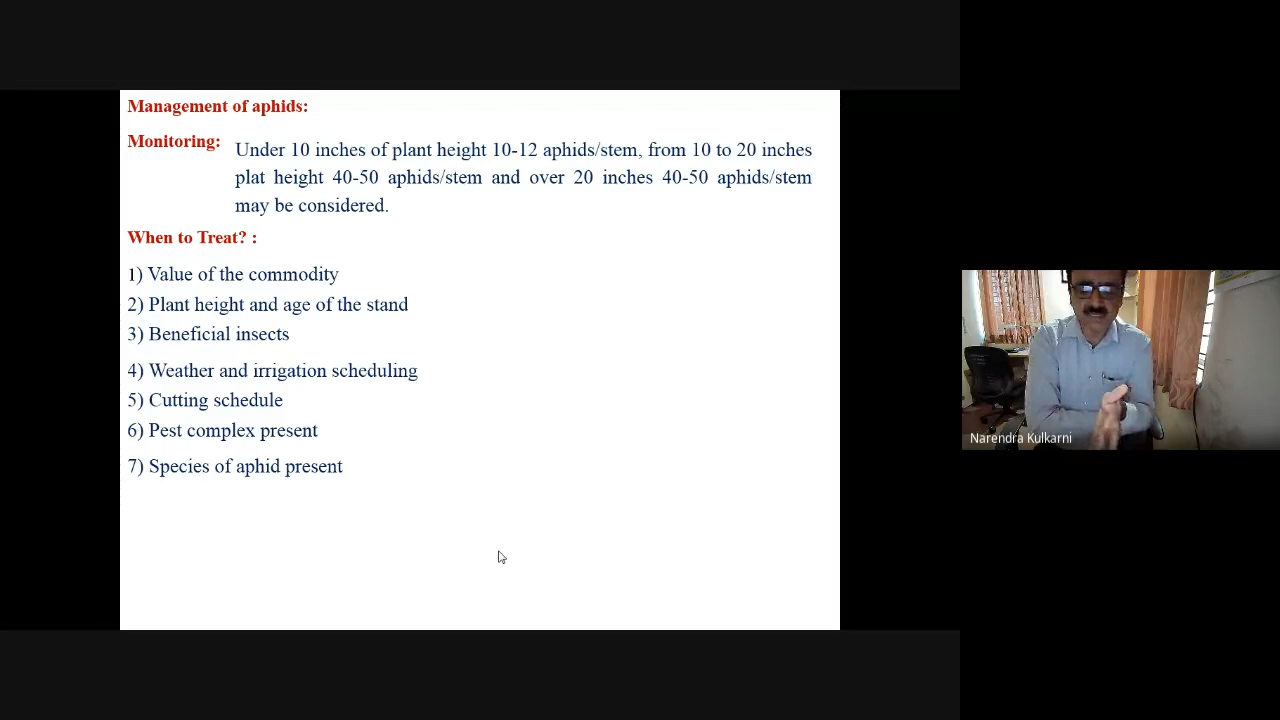 Management of aphids:
Monitoring:
Under 10 inches of plant height 10-12 aphids/stem, from 10 to 20 inches
plat height 40-50 aphids/stem and over 20 inches 40-50 aphids/stem
may be considered.
When to Treat? :
1) Value of the commodity
2) Plant height and age of the stand
3) Beneficial insects
4) Weather and irrigation scheduling
5) Cutting schedule
6) Pest complex present
7) Species of aphid present
Narendra Kulkarni